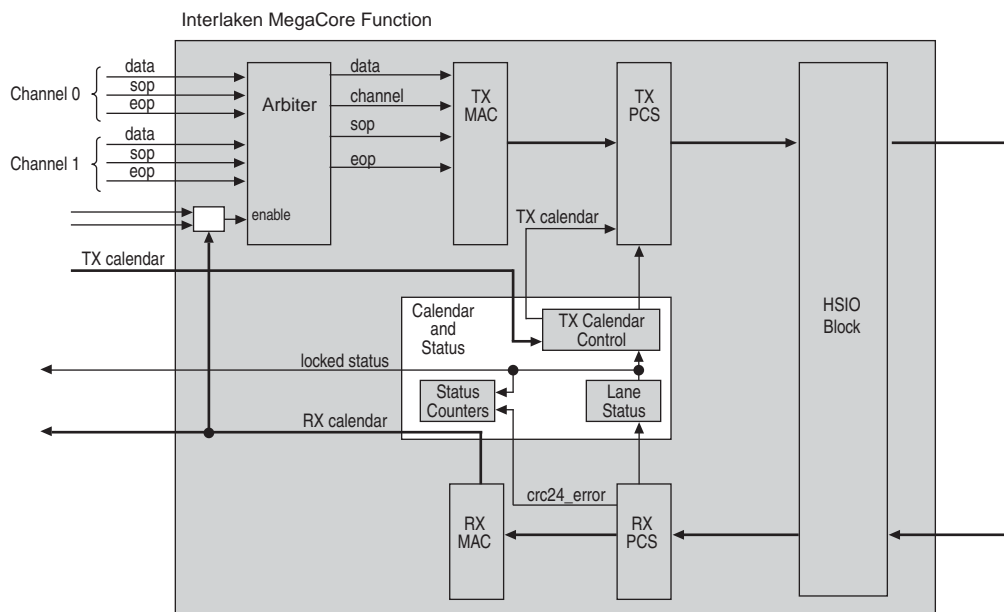 Interlaken MegaCore Function
Channel 0
data
sop
eop
Channel 1
data
sop
eop
Arbiter
enable
data
channel
sop
eop
TX
MAC
TX
PCS
HSIO
Block
TX calendar
TX calendar
Calendar
and
Status
TX Calendar
Control
locked status
Status
Counters
Lane
Status
RX calendar
crc24_error
RX
MAC
RX
PCS